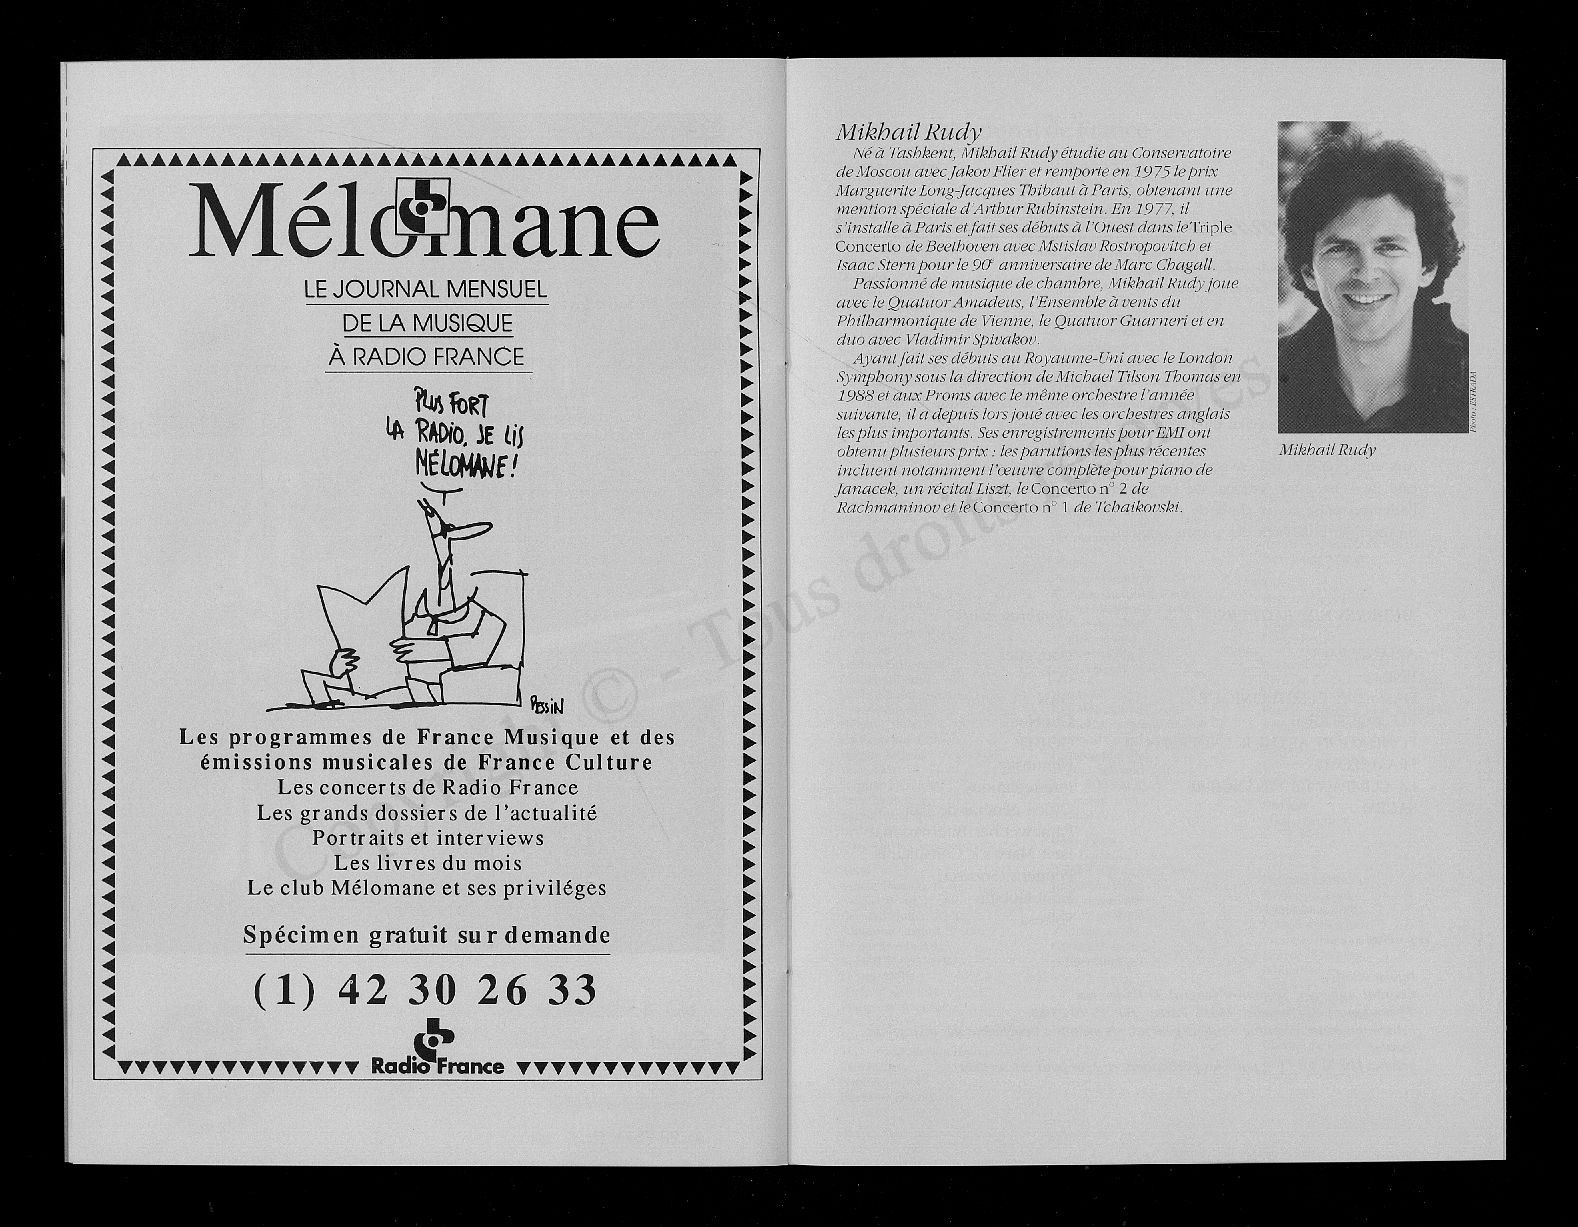 Mélomane
LE JOURNAL MENSUEL
DE LA MUSIQUE
À RADIO FRANCE
PLUS FORT
LA RADIO, JE LIS
MÉLOMANE !
PESSIN
Les programmes de France Musique et des
émissions musicales de France Culture
Les concerts de Radio France
Les grands dossiers de l'actualité
Portraits et interviews
Les livres du mois
Le club Mélomane et ses priviléges
Spécimen gratuit sur demande
(1) 42 30 26 33
Radio France
Mikhail Rudy
Né à Tashkent, Mikhail Rudy étudie au Conservatoire
de Moscou avec Jakov Flier et remporte en 1975 le prix
Marguerite Long-Jacques Thibaut à Paris, obtenant une
mention spéciale d'Arthur Rubinstein. En 1977, il
s'installe à Paris et fait ses débuts à l'Ouest dans le Triple
Concerto de Beethoven avec Mstislav Rostropovitch et
Isaac Stern pour le 90e anniversaire de Marc Chagall.
Passionné de musique de chambre, Mikhail Rudy joue
avec le Quatuor Amadeus, l'Ensemble à vents du
Philharmonique de Vienne, le Quatuor Guarneri et en
duo avec Vladimir Spivakov.
Ayant fait ses débuts au Royaume-Uni avec le London
Symphony sous la direction de Michael Tilson Thomas en
1988 et aux Proms avec le même orchestre l'année
suivante, il a depuis lors joué avec les orchestres anglais
les plus importants. Ses enregistrements pour EMI ont
obtenu plusieurs prix : les parutions les plus récentes
incluent notamment l'œuvre complète pour piano de
Janacek, un récital Liszt, le Concerto n° 2 de
Rachmaninov et le Concerto n° 1 de Tchaikovski.
Photo : ESTRADA
Mikhail Rudy
Copyright © - Tous droits